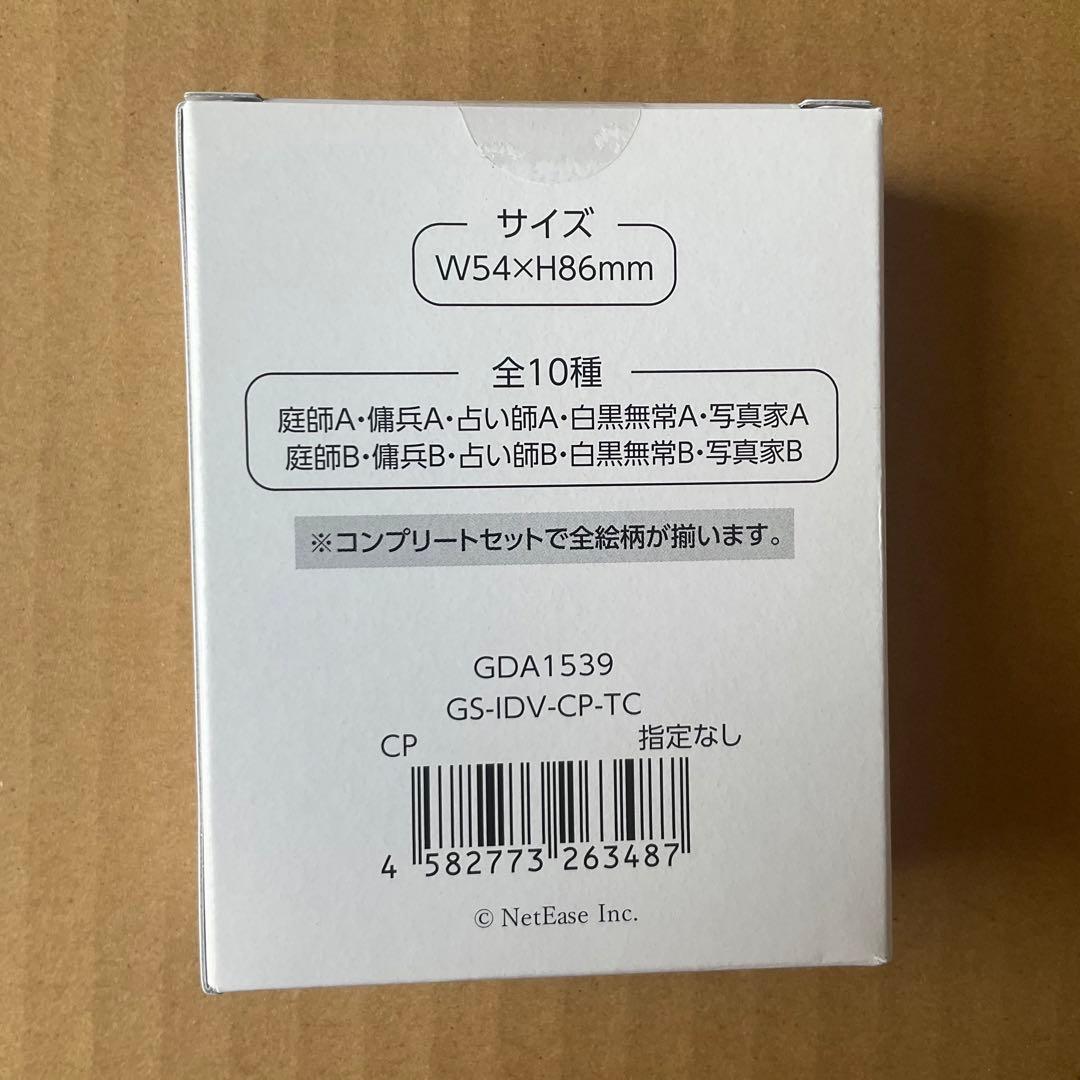 サイズ
W54×H86mm
全10種
庭師A・傭兵A・占い師A・白黒無常A・写真家A
庭師B・傭兵B・占い師B・白黒無常B・写真家B
※コンプリートセットで全絵柄が揃います。
GDA1539
GS-IDV-CP-TC
CP 指定なし
4 582773 263487
© NetEase Inc.